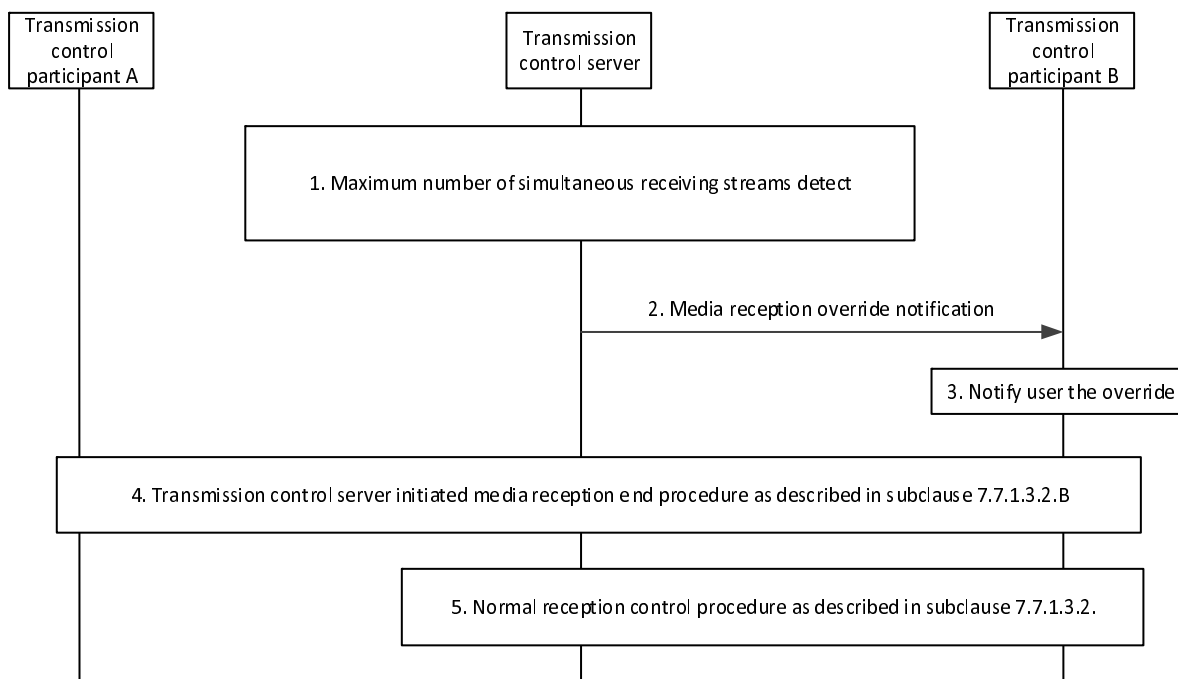 Transmission
control
participant A
Transmission
control server
Transmission
control
participant B
1. Maximum number of simultaneous receiving streams detect
2. Media reception override notification
3. Notify user the override
4. Transmission control server initiated media reception end procedure as described in subclause 7.7.1.3.2.B
5. Normal reception control procedure as described in subclause 7.7.1.3.2.